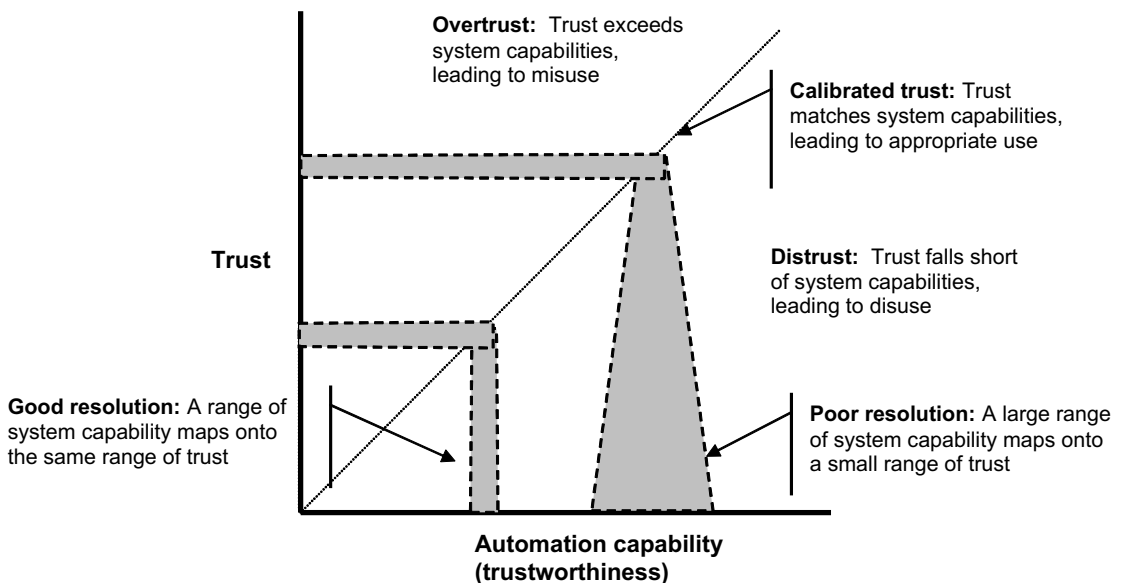 Overtrust: Trust exceeds
system capabilities,
leading to misuse
Calibrated trust: Trust
matches system capabilities,
leading to appropriate use
Trust
Distrust: Trust falls short
of system capabilities,
leading to disuse
Good resolution: A range of
system capability maps onto
the same range of trust
Poor resolution: A large range
of system capability maps onto
a small range of trust
Automation capability
(trustworthiness)